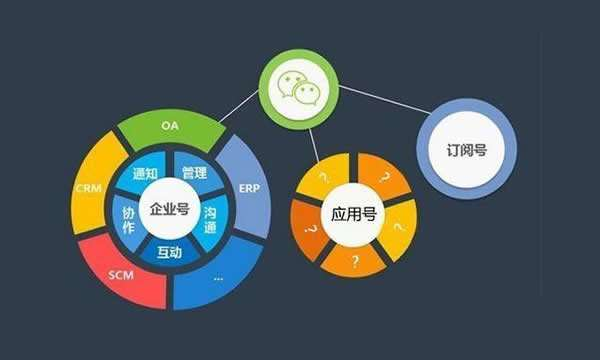 OA
通知
管理
CRM
ERP
协作
企业号
沟通
互动
SCM
...
订阅号
?
?
?
应用号
?
?